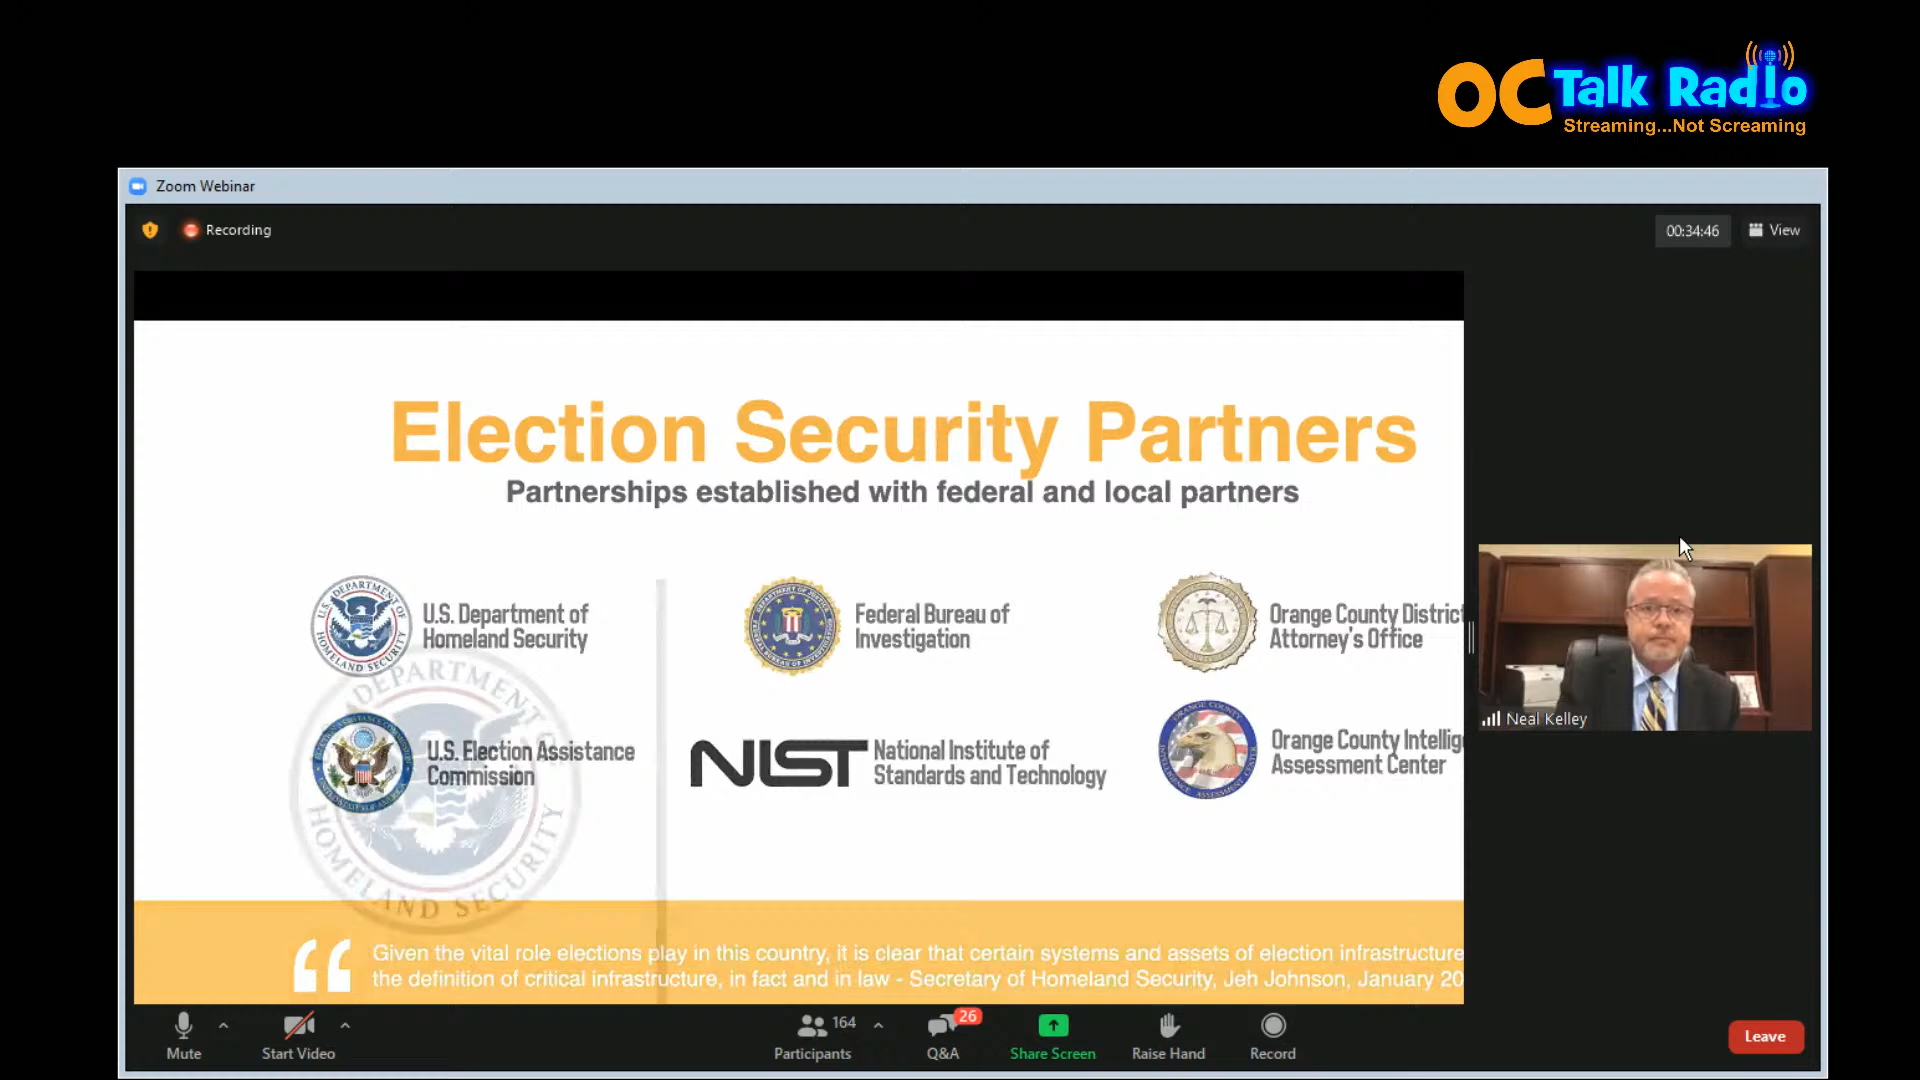 OC Talk Radio
Streaming...Not Screaming
Zoom Webinar
Recording
00:34:46
View
Election Security Partners
Partnerships established with federal and local partners
U.S. Department of
Homeland Security
Federal Bureau of
Investigation
Orange County District
Attorney's Office
U.S. Election Assistance
Commission
NIST
National Institute of
Standards and Technology
Orange County Intellig
Assessment Center
DEPARTMENT OF
HOMELAND SECURITY
Neal Kelley
“ Given the vital role elections play in this country, it is clear that certain systems and assets of election infrastructure
the definition of critical infrastructure, in fact and in law - Secretary of Homeland Security, Jeh Johnson, January 20
Mute
Start Video
164
Participants
26
Q&A
Share Screen
Raise Hand
Record
Leave